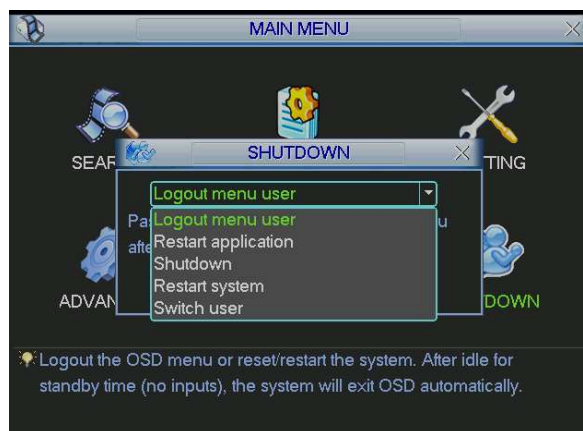 MAIN MENU
SEAR
TING
SHUTDOWN
Logout menu user
Pa
u
Logout menu user
afte
Restart application
Shutdown
Restart system
Switch user
ADVAN
DOWN
Logout the OSD menu or reset/restart the system. After idle for
standby time (no inputs), the system will exit OSD automatically.